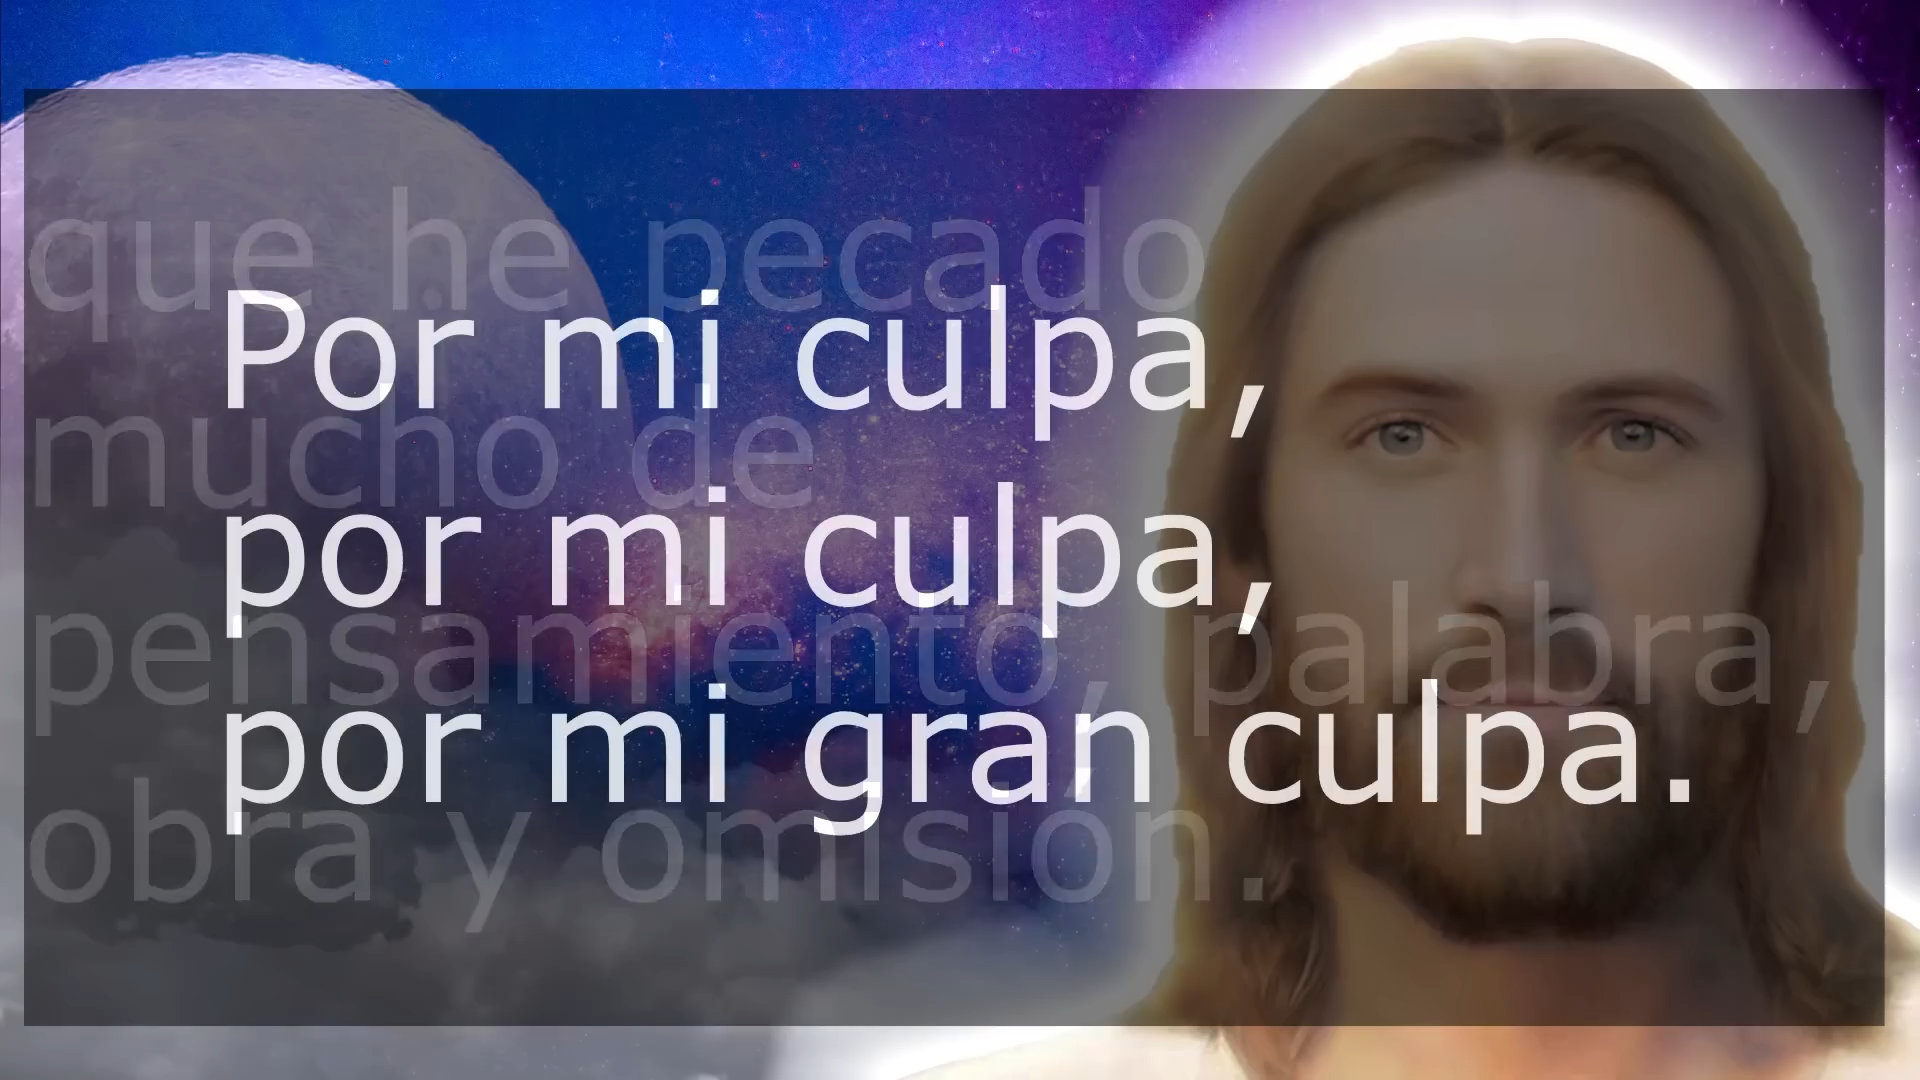 que he pecado
mucho de
pensamiento, palabra,
obra y omisión.
Por mi culpa,
por mi culpa,
por mi gran culpa.